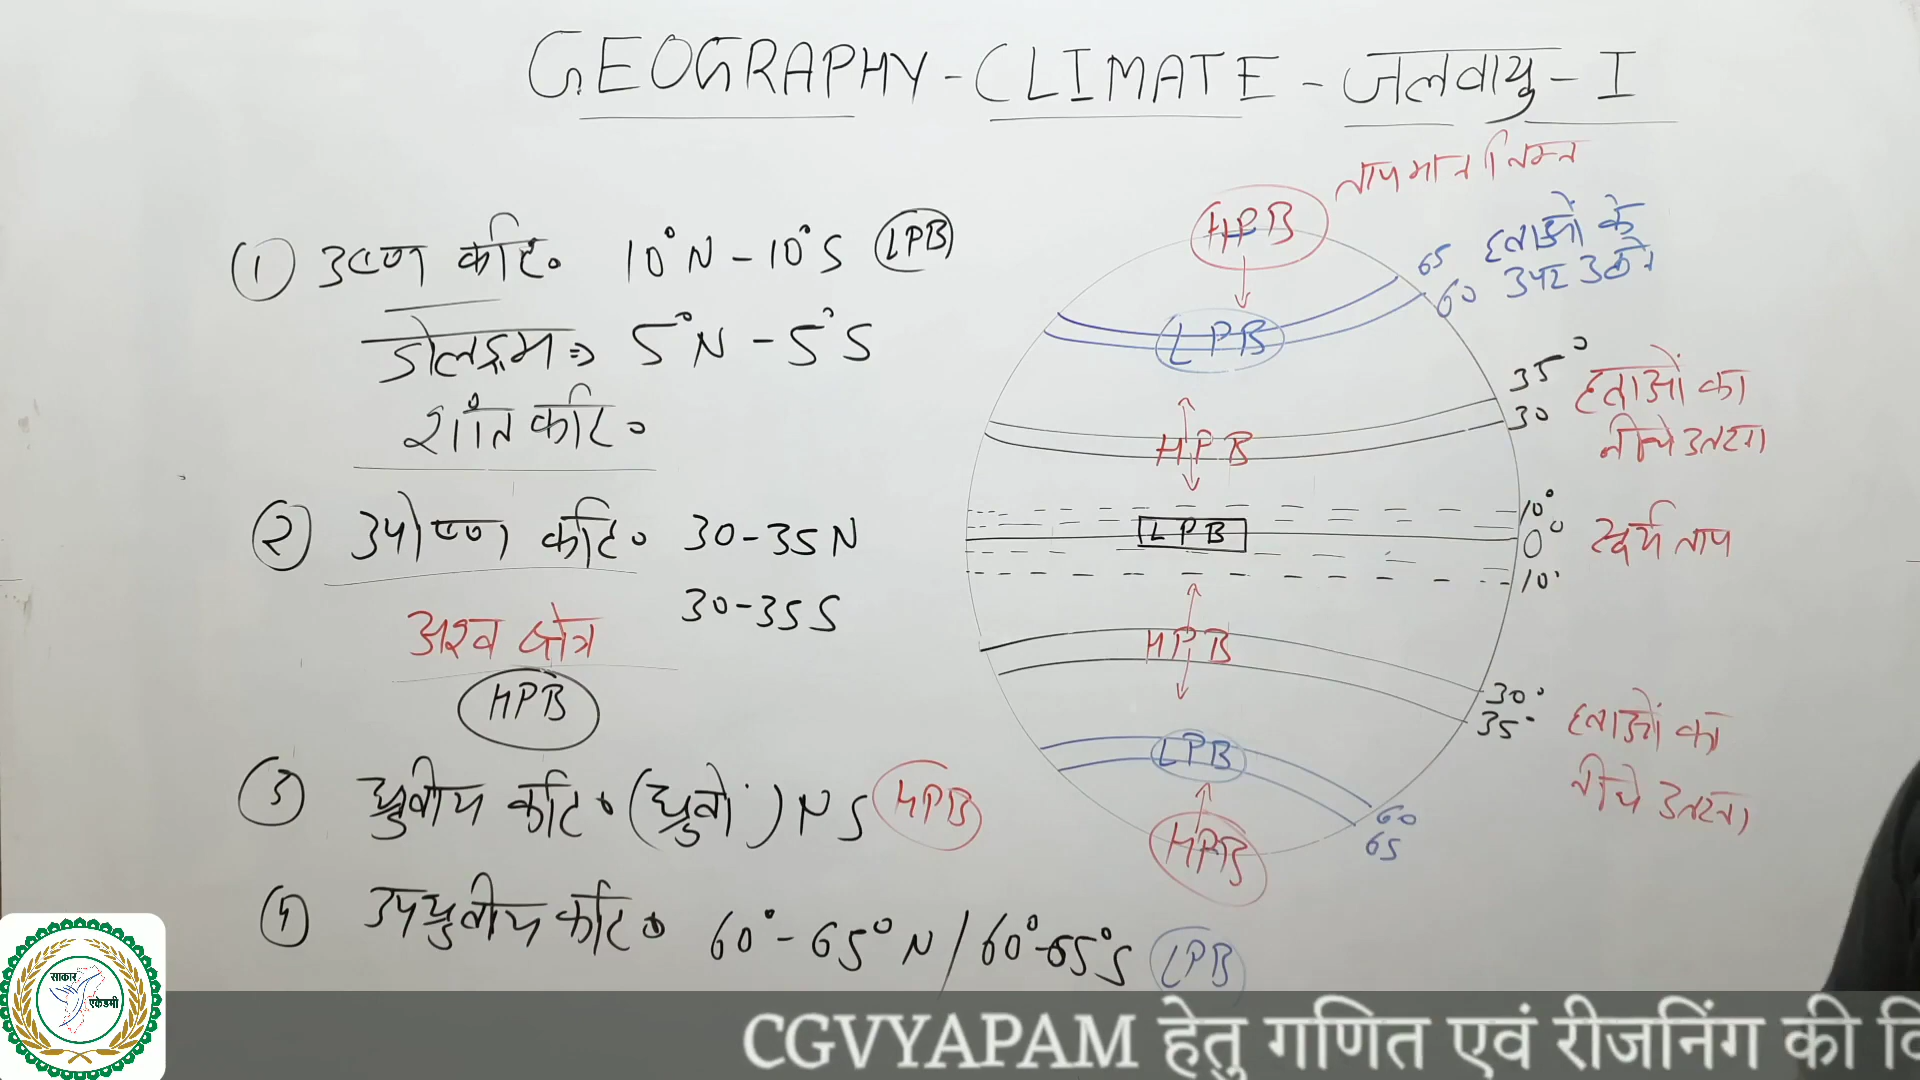 GEOGRAPHY - CLIMATE - जलवायु - I
① उष्ण कटि० 10°N - 10°S (LPB)
डोलड्रम ⇒ 5°N - 5°S
शांत कटि०
② उपोष्ण कटि० 30-35N
30-35S
अश्व क्षेत्र
HPB
③ ध्रुवीय कटि० (ध्रुवों) N S HPB
④ उपध्रुवीय कटि० 60°-65°N / 60°-65°S LPB
तापमान निम्न
HPB
65 हवाओं के
60 उपर उठने
LPB
35° हवाओं का
30 नीचे उतरना
HPB
10°
LPB 0° सूर्यताप
10°
HPB
30° हवाओं का
35° नीचे उतरना
LPB
60
65
HPB
साकार
एकेडमी
CGVYAPAM हेतु गणित एवं रीजनिंग की